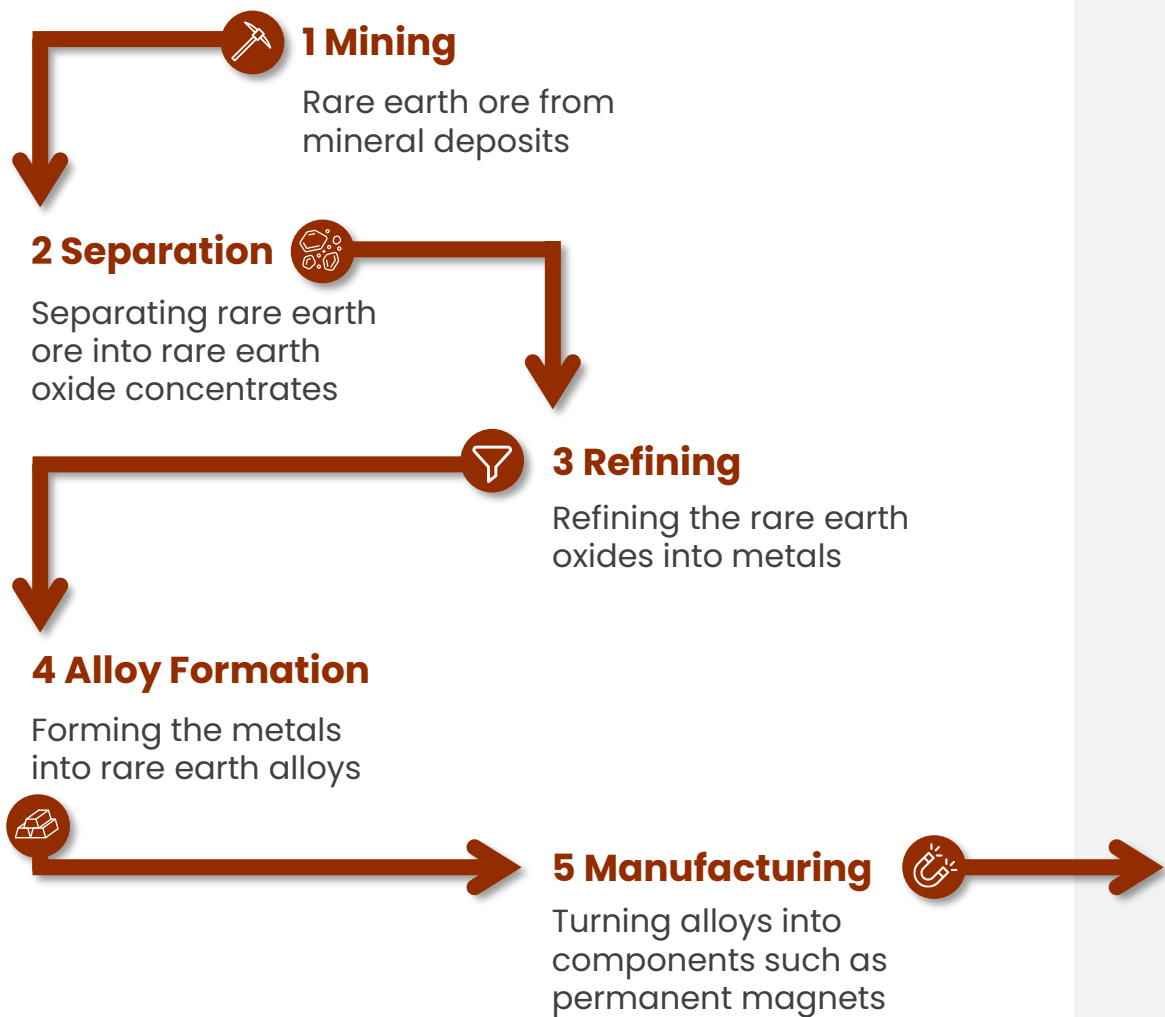 1 Mining
Rare earth ore from
mineral deposits
2 Separation
Separating rare earth
ore into rare earth
oxide concentrates
3 Refining
Refining the rare earth
oxides into metals
4 Alloy Formation
Forming the metals
into rare earth alloys
5 Manufacturing
Turning alloys into
components such as
permanent magnets